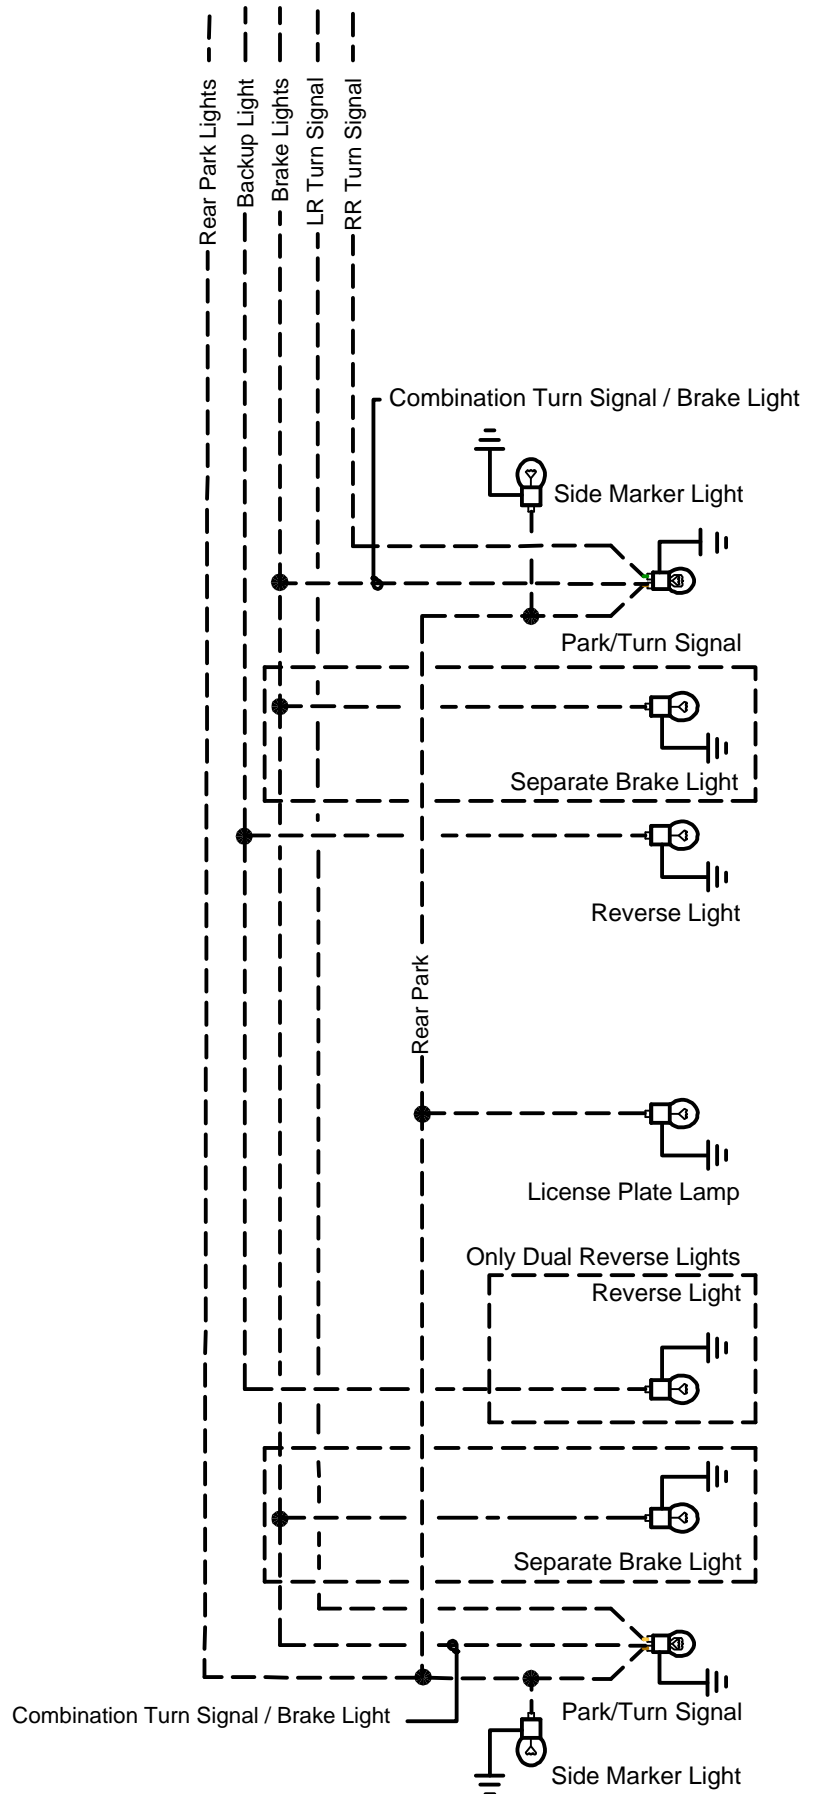 Rear Park Lights
Backup Light
Brake Lights
LR Turn Signal
RR Turn Signal
Combination Turn Signal / Brake Light
Side Marker Light
Park/Turn Signal
Separate Brake Light
Reverse Light
Rear Park
License Plate Lamp
Only Dual Reverse Lights
Reverse Light
Separate Brake Light
Combination Turn Signal / Brake Light
Park/Turn Signal
Side Marker Light